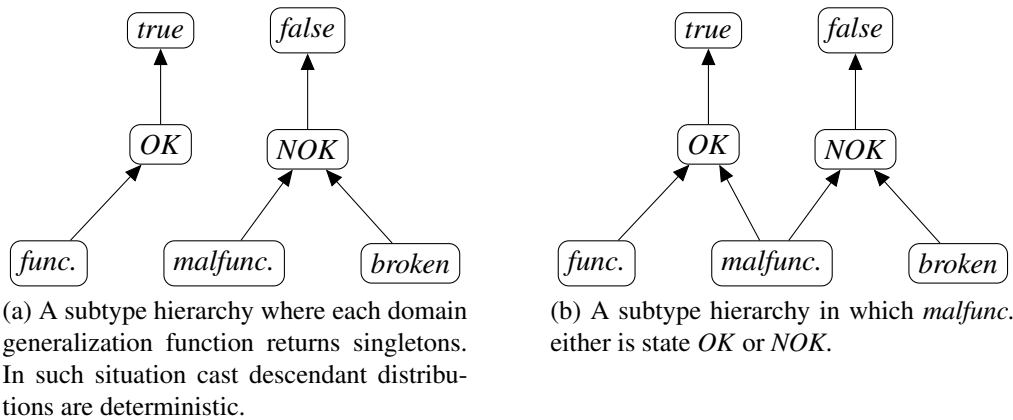 true false
OK NOK
func. malfunc. broken
(a) A subtype hierarchy where each domain
generalization function returns singletons.
In such situation cast descendant distribu-
tions are deterministic.
true false
OK NOK
func. malfunc. broken
(b) A subtype hierarchy in which malfunc.
either is state OK or NOK.